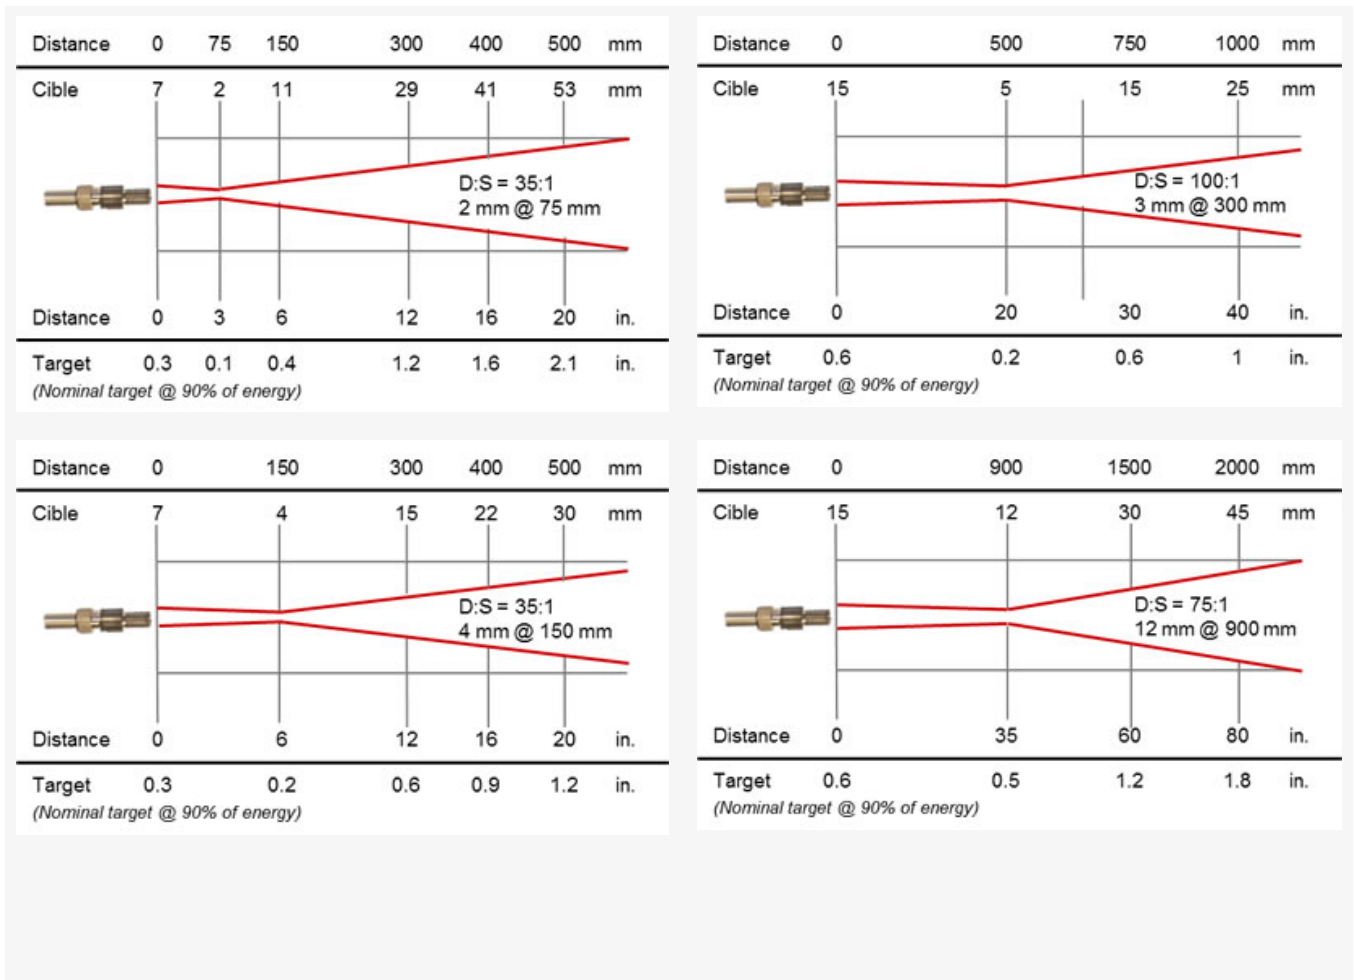 Distance 0 75 150 300 400 500 mm
Cible 7 2 11 29 41 53 mm
D:S = 35:1
2 mm @ 75 mm
Distance 0 3 6 12 16 20 in.
Target 0.3 0.1 0.4 1.2 1.6 2.1 in.
(Nominal target @ 90% of energy)
Distance 0 500 750 1000 mm
Cible 15 5 15 25 mm
D:S = 100:1
3 mm @ 300 mm
Distance 0 20 30 40 in.
Target 0.6 0.2 0.6 1 in.
(Nominal target @ 90% of energy)
Distance 0 150 300 400 500 mm
Cible 7 4 15 22 30 mm
D:S = 35:1
4 mm @ 150 mm
Distance 0 6 12 16 20 in.
Target 0.3 0.2 0.6 0.9 1.2 in.
(Nominal target @ 90% of energy)
Distance 0 900 1500 2000 mm
Cible 15 12 30 45 mm
D:S = 75:1
12 mm @ 900 mm
Distance 0 35 60 80 in.
Target 0.6 0.5 1.2 1.8 in.
(Nominal target @ 90% of energy)